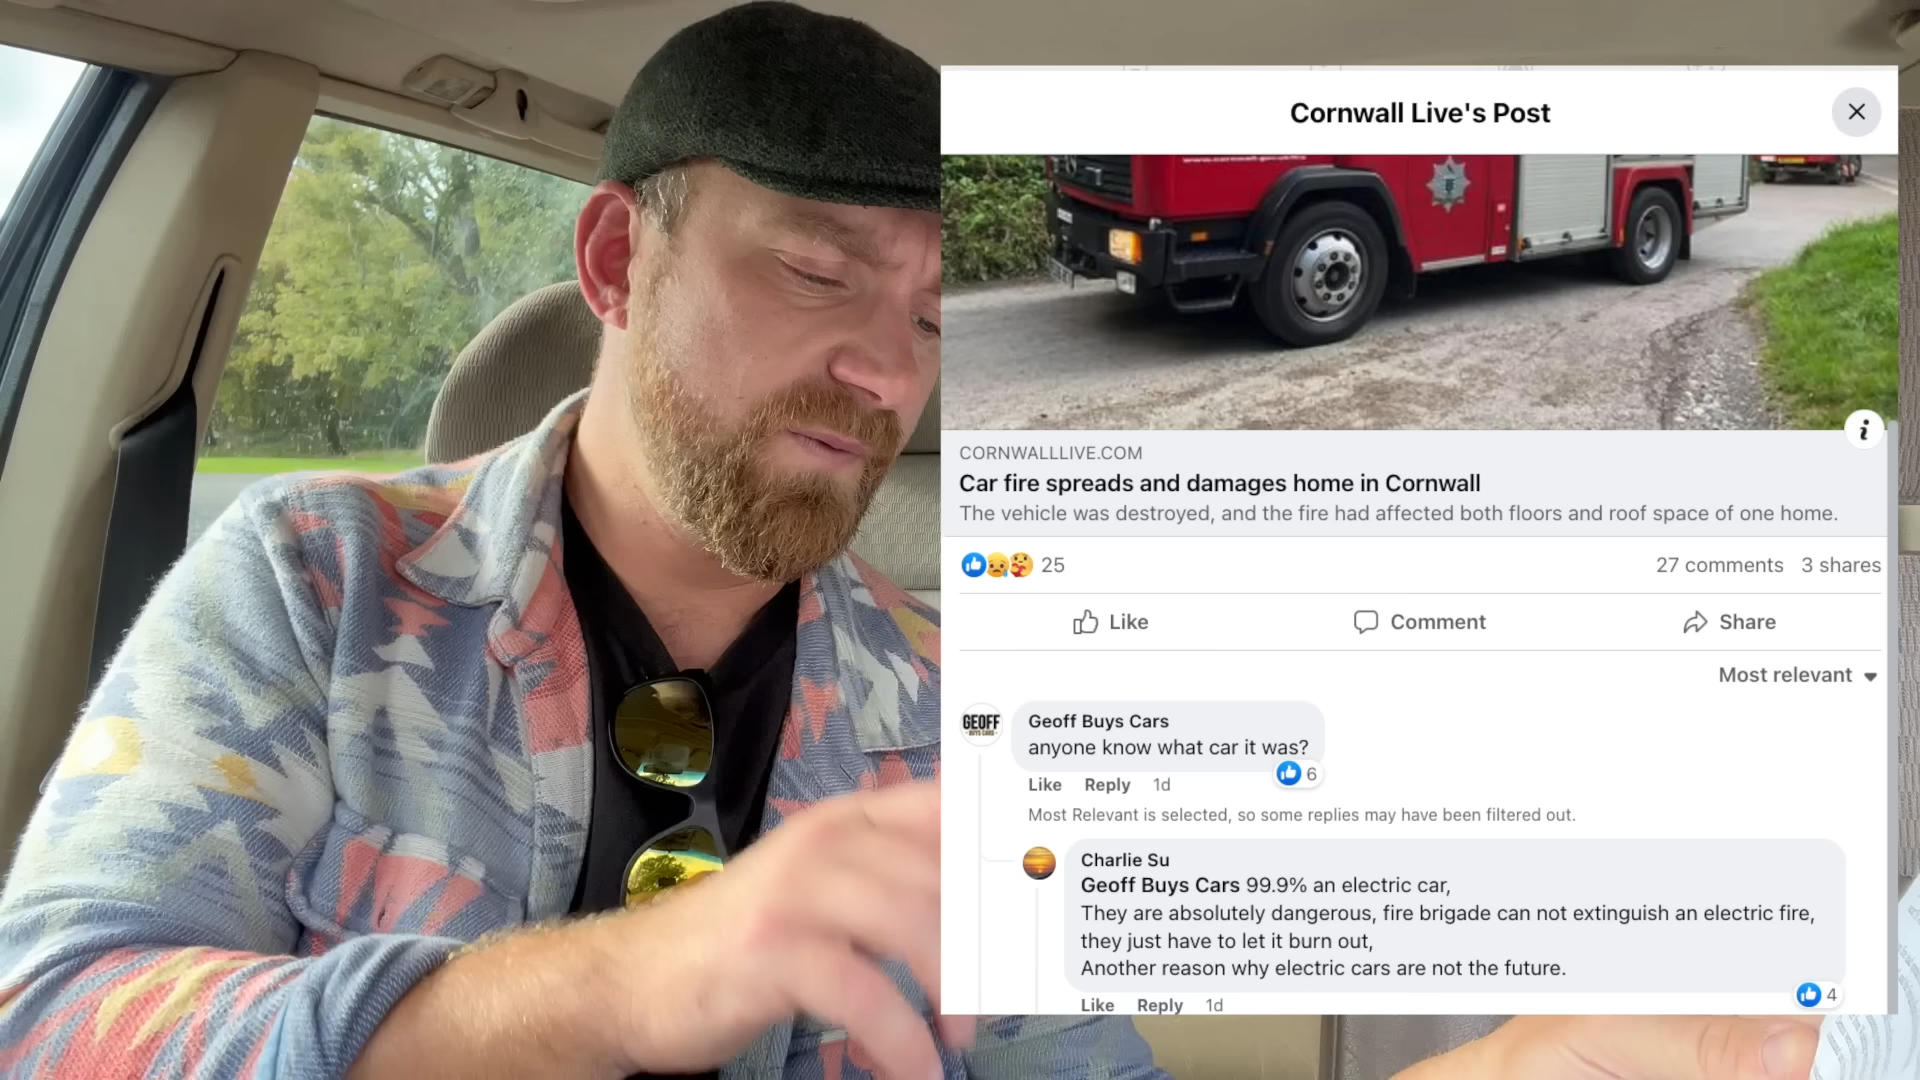 Cornwall Live's Post
CORNWALLLIVE.COM
Car fire spreads and damages home in Cornwall
The vehicle was destroyed, and the fire had affected both floors and roof space of one home.
25
27 comments 3 shares
Like Comment Share
Most relevant
GEOFF
BUYS CARS
Geoff Buys Cars
anyone know what car it was?
6
Like Reply 1d
Most Relevant is selected, so some replies may have been filtered out.
Charlie Su
Geoff Buys Cars 99.9% an electric car,
They are absolutely dangerous, fire brigade can not extinguish an electric fire,
they just have to let it burn out,
Another reason why electric cars are not the future.
4
Like Reply 1d